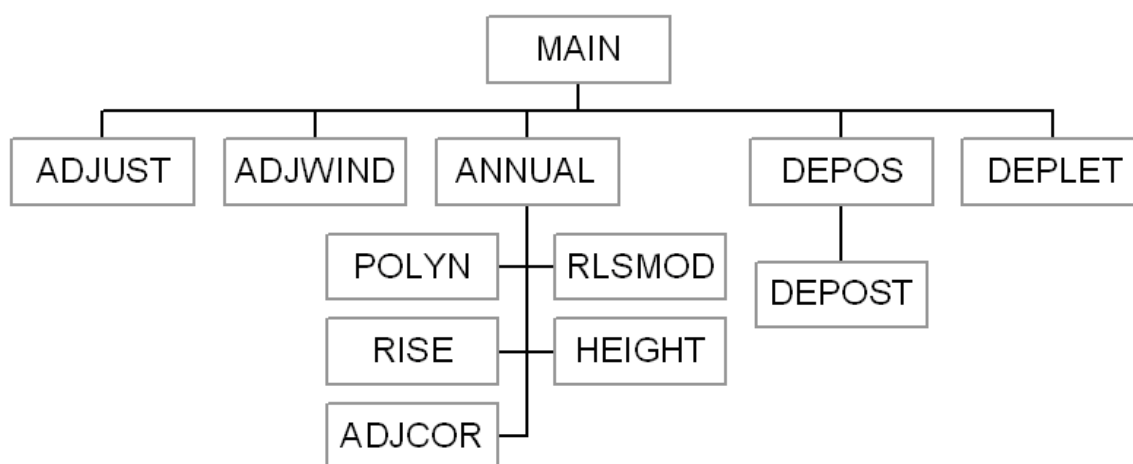 MAIN
ADJUST ADJWIND ANNUAL DEPOS DEPLET
POLYN RLSMOD
DEPOST
RISE HEIGHT
ADJCOR